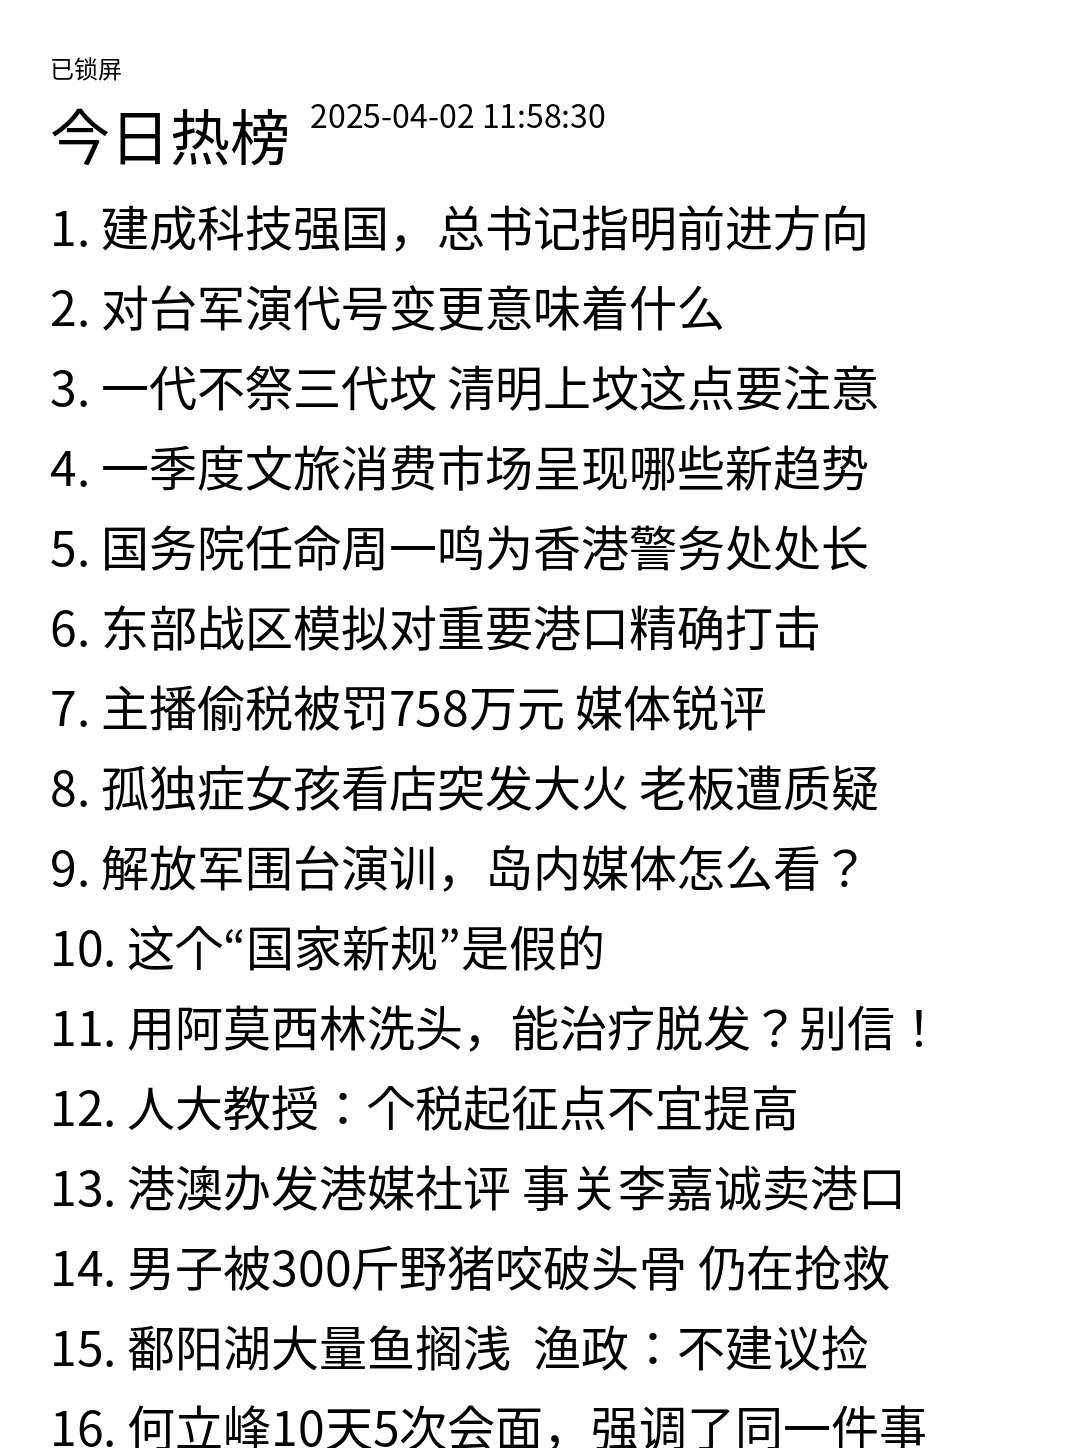 已锁屏
今日热榜 2025-04-02 11:58:30
1. 建成科技强国，总书记指明前进方向
2. 对台军演代号变更意味着什么
3. 一代不祭三代坟 清明上坟这点要注意
4. 一季度文旅消费市场呈现哪些新趋势
5. 国务院任命周一鸣为香港警务处处长
6. 东部战区模拟对重要港口精确打击
7. 主播偷税被罚758万元 媒体锐评
8. 孤独症女孩看店突发大火 老板遭质疑
9. 解放军围台演训，岛内媒体怎么看？
10. 这个“国家新规”是假的
11. 用阿莫西林洗头，能治疗脱发？别信！
12. 人大教授：个税起征点不宜提高
13. 港澳办发港媒社评 事关李嘉诚卖港口
14. 男子被300斤野猪咬破头骨 仍在抢救
15. 鄱阳湖大量鱼搁浅  渔政：不建议捡
16. 何立峰10天5次会面，强调了同一件事